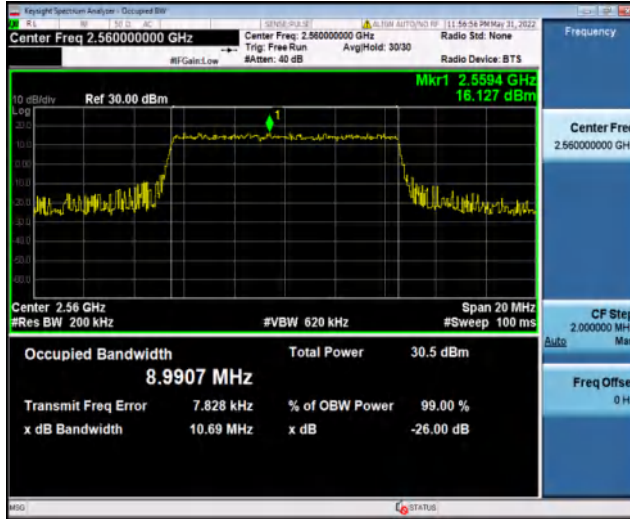 Keysight Spectrum Analyzer - Occupied BW
RL RF 50 Ω AC SENSE:PULSE ALIGN AUTO/NO RF 11:56:56 PM May 31, 2022
Center Freq 2.560000000 GHz
Center Freq: 2.560000000 GHz
Radio Std: None
Trig: Free Run
Avg|Hold: 30/30
#IFGain:Low
#Atten: 40 dB
Radio Device: BTS
Mkr1 2.5594 GHz
16.127 dBm
10 dB/div
Ref 30.00 dBm
Log
20.0
1
10.0
0.00
-10.0
-20.0
-30.0
-40.0
-50.0
-60.0
Center 2.56 GHz
Span 20 MHz
#Res BW 200 kHz
#VBW 620 kHz
#Sweep 100 ms
Occupied Bandwidth
Total Power 30.5 dBm
8.9907 MHz
Transmit Freq Error 7.828 kHz
% of OBW Power 99.00 %
x dB Bandwidth 10.69 MHz
x dB -26.00 dB
MSG
STATUS
Frequency
Center Freq
2.560000000 GH
CF Step
2.000000 MH
Auto Ma
Freq Offse
0 H